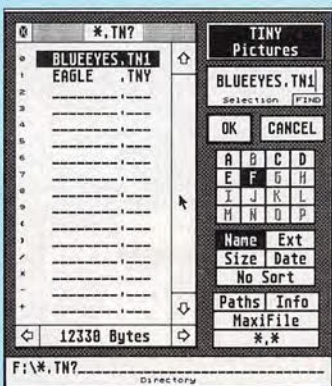 *.TN?
TINY
Pictures
BLUEEYES.TN1
EAGLE   .TNY
BLUEEYES.TN1
Selection FIND
OK CANCEL
A B C D
E F G H
I J K L
M N O P
Name Ext
Size Date
No Sort
Paths Info
MaxiFile
*.*
12330 Bytes
F:\*.TN?
Directory